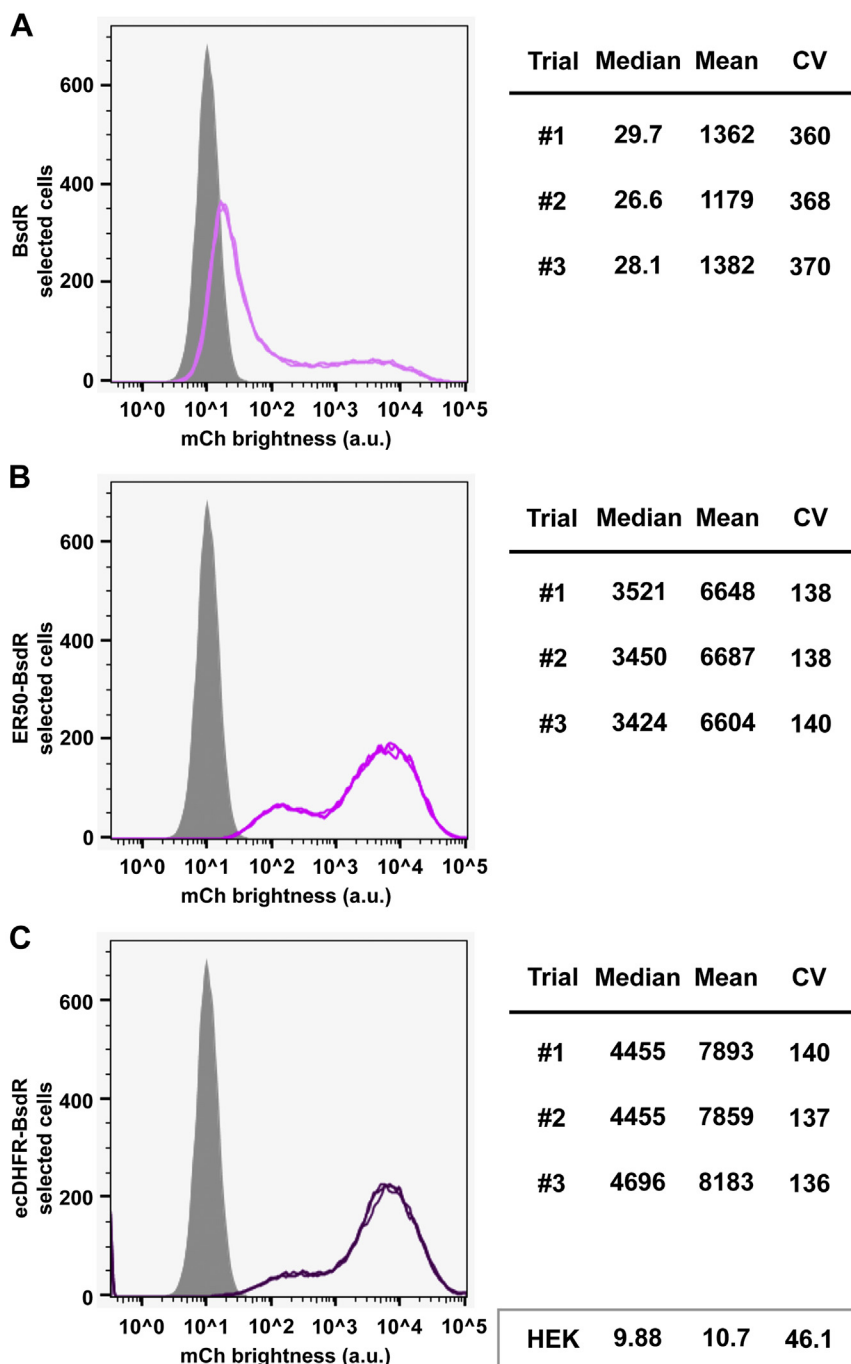 A
BsdR
selected cells
600
400
200
0
10^0 10^1 10^2 10^3 10^4 10^5
mCh brightness (a.u.)
Trial Median Mean CV
#1 29.7 1362 360
#2 26.6 1179 368
#3 28.1 1382 370
B
ER50-BsdR
selected cells
600
400
200
0
10^0 10^1 10^2 10^3 10^4 10^5
mCh brightness (a.u.)
Trial Median Mean CV
#1 3521 6648 138
#2 3450 6687 138
#3 3424 6604 140
C
ecDHFR-BsdR
selected cells
600
400
200
0
10^0 10^1 10^2 10^3 10^4 10^5
mCh brightness (a.u.)
Trial Median Mean CV
#1 4455 7893 140
#2 4455 7859 137
#3 4696 8183 136
HEK 9.88 10.7 46.1